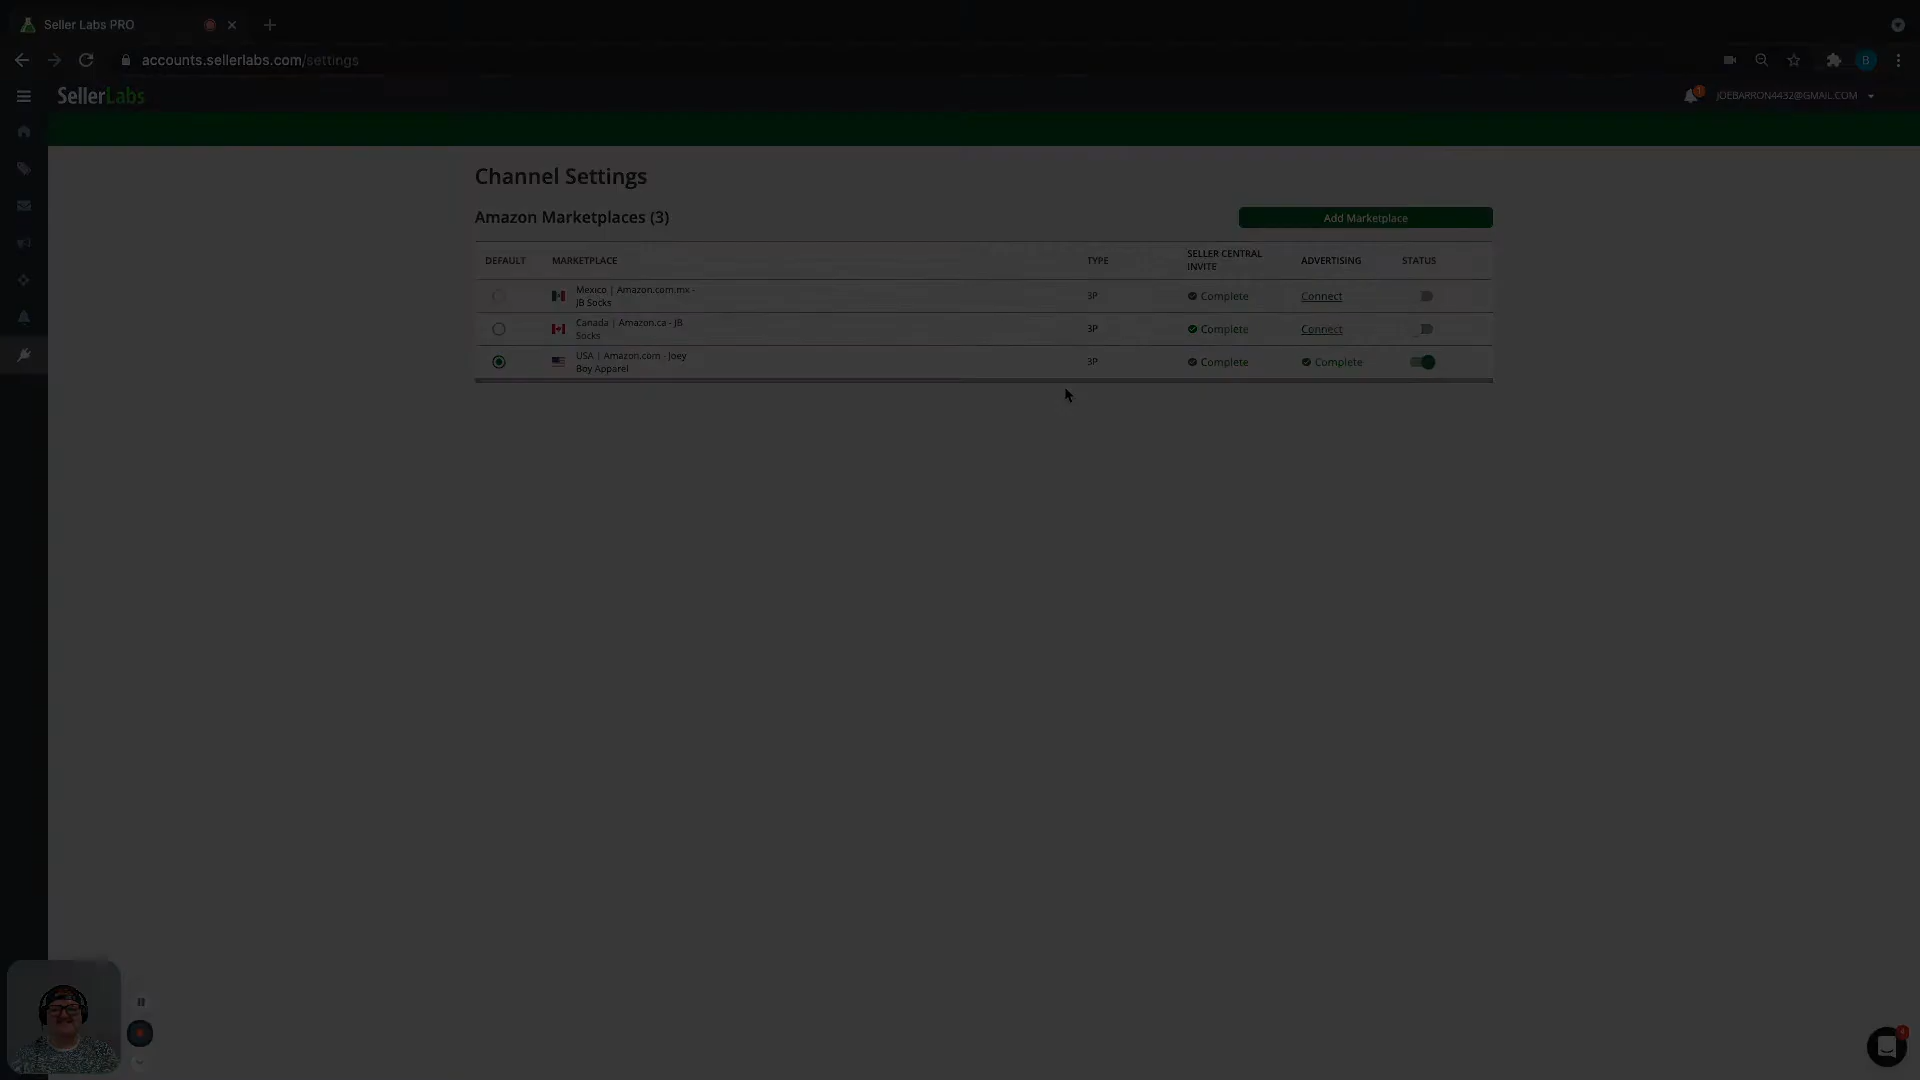 Seller Labs PRO
accounts.sellerlabs.com/settings
B
SellerLabs
1
JOEBARRON4432@GMAIL.COM
Channel Settings
Amazon Marketplaces (3)
Add Marketplace
DEFAULT MARKETPLACE TYPE SELLER CENTRAL INVITE ADVERTISING STATUS
Mexico | Amazon.com.mx -
JB Socks
3P Complete Connect
Canada | Amazon.ca - JB
Socks
3P Complete Connect
USA | Amazon.com - Joey
Boy Apparel
3P Complete Complete
4